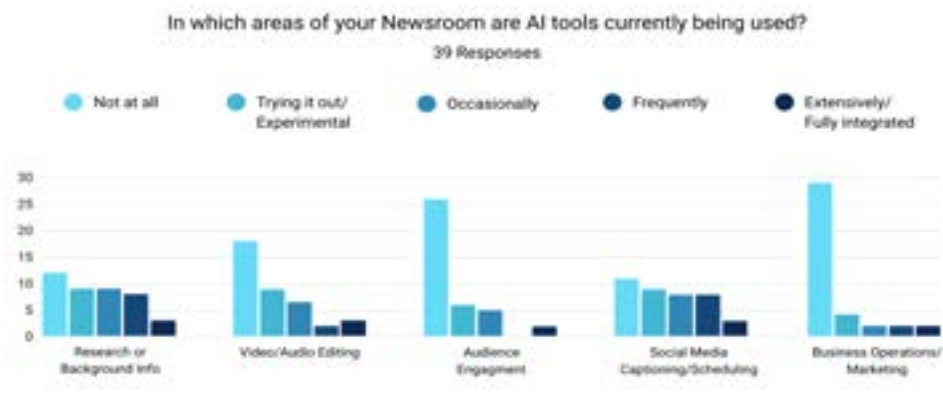 In which areas of your Newsroom are AI tools currently being used?
39 Responses
Not at all
Trying it out/
Experimental
Occasionally
Frequently
Extensively/
Fully integrated
30
25
20
15
10
5
0
Research or
Background Info
Video/Audio Editing
Audience
Engagment
Social Media
Captioning/Scheduling
Business Operations/
Marketing